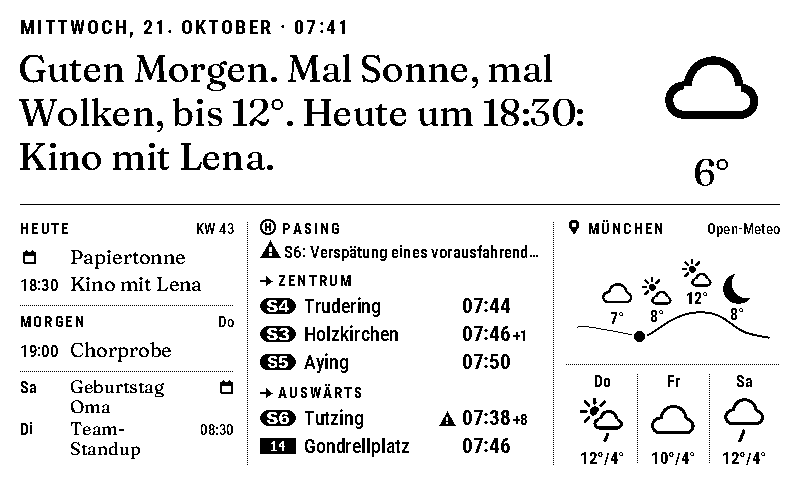 MITTWOCH, 21. OKTOBER · 07:41
Guten Morgen. Mal Sonne, mal
Wolken, bis 12°. Heute um 18:30:
Kino mit Lena.
6°
HEUTE KW 43
Papiertonne
18:30 Kino mit Lena
MORGEN Do
19:00 Chorprobe
Sa Geburtstag
Oma
Di Team- 08:30
Standup
H PASING
S6: Verspätung eines vorausfahrend…
→ ZENTRUM
S4 Trudering 07:44
S3 Holzkirchen 07:46 +1
S5 Aying 07:50
→ AUSWÄRTS
S6 Tutzing 07:38 +8
14 Gondrellplatz 07:46
MÜNCHEN Open-Meteo
7° 8° 12° 8°
Do Fr Sa
12°/4° 10°/4° 12°/4°